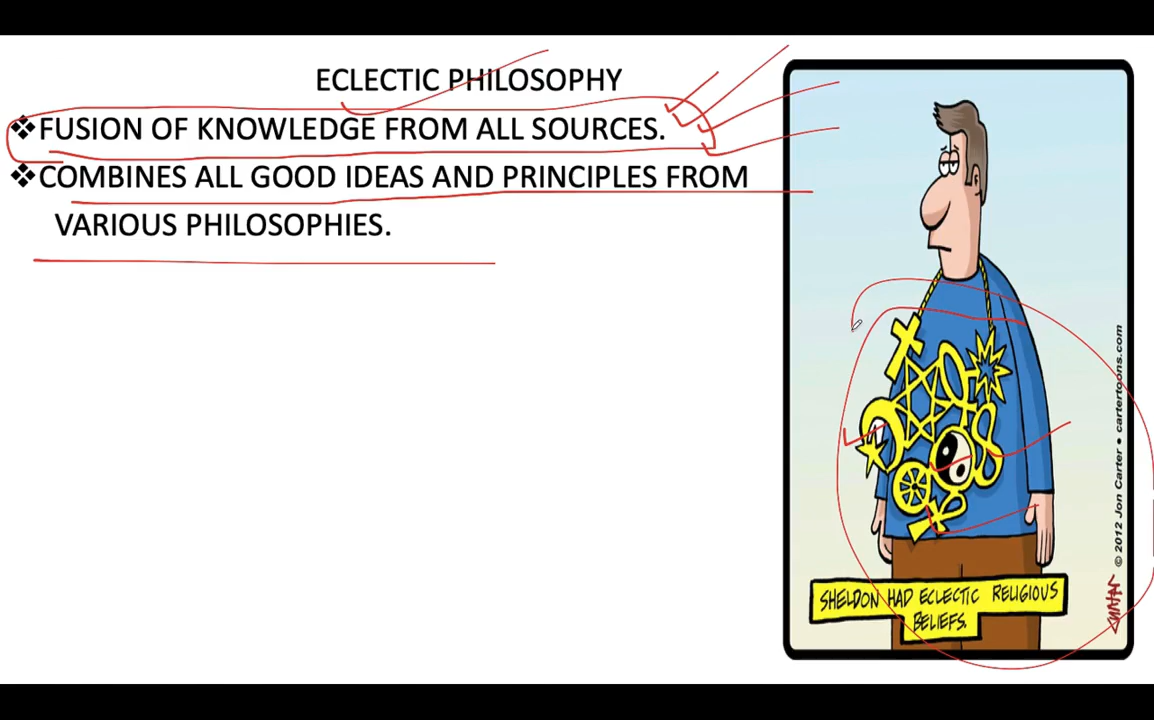 ECLECTIC PHILOSOPHY
❖FUSION OF KNOWLEDGE FROM ALL SOURCES.
❖COMBINES ALL GOOD IDEAS AND PRINCIPLES FROM
VARIOUS PHILOSOPHIES.
SHELDON HAD ECLECTIC RELIGIOUS
BELIEFS.
© 2012 Jon Carter • cartertoons.com